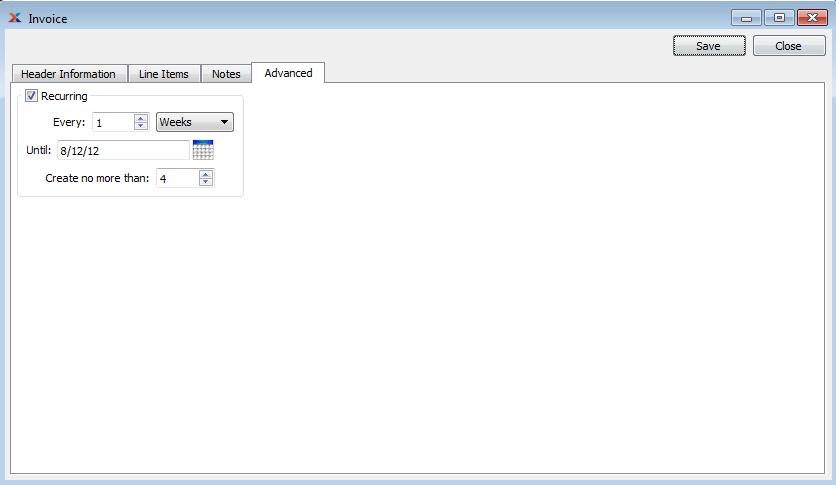 Invoice
Save Close
Header Information Line Items Notes Advanced
Recurring
Every: 1 Weeks
Until: 8/12/12
Create no more than: 4